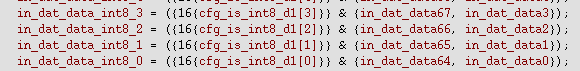 in_dat_data_int8_3 = ({16{cfg_is_int8_d1[3]}} & {in_dat_data67, in_dat_data3});
in_dat_data_int8_2 = ({16{cfg_is_int8_d1[2]}} & {in_dat_data66, in_dat_data2});
in_dat_data_int8_1 = ({16{cfg_is_int8_d1[1]}} & {in_dat_data65, in_dat_data1});
in_dat_data_int8_0 = ({16{cfg_is_int8_d1[0]}} & {in_dat_data64, in_dat_data0});